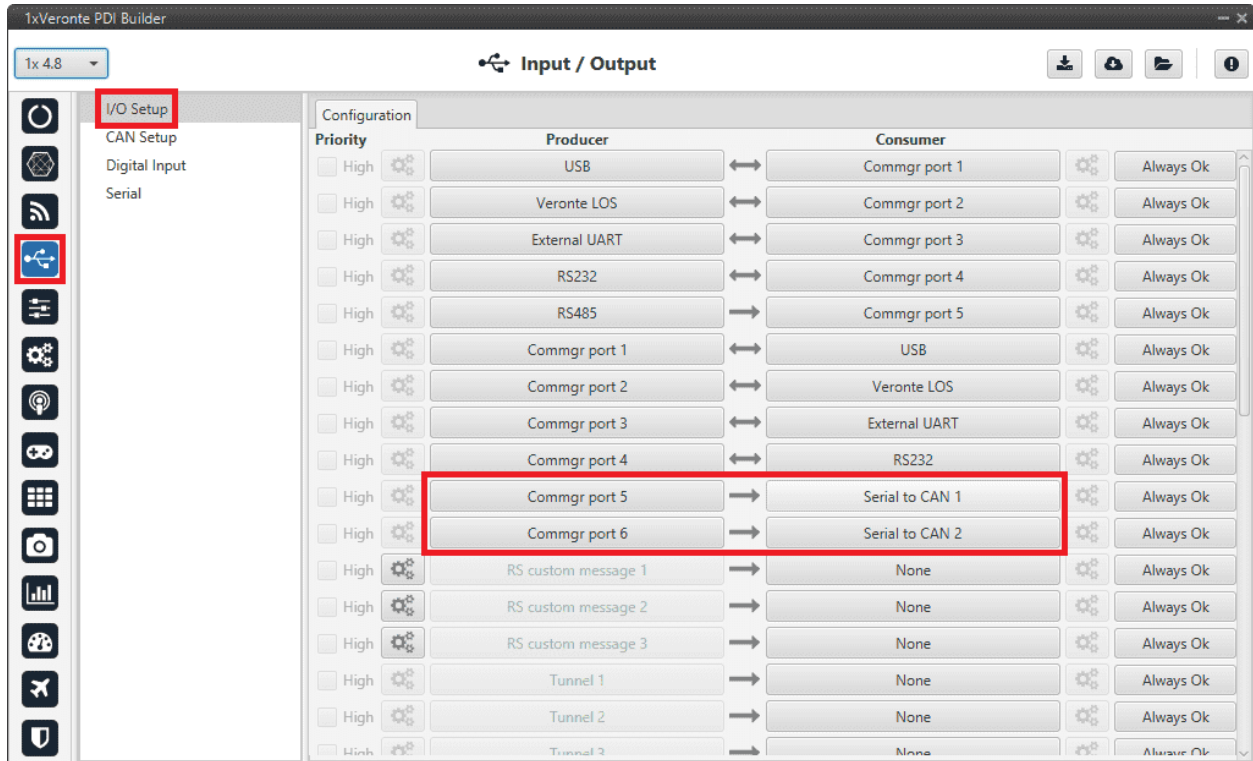 1xVeronte PDI Builder
1x 4.8
Input / Output
I/O Setup
CAN Setup
Digital Input
Serial
Configuration
Priority Producer Consumer
High USB Commgr port 1 Always Ok
High Veronte LOS Commgr port 2 Always Ok
High External UART Commgr port 3 Always Ok
High RS232 Commgr port 4 Always Ok
High RS485 Commgr port 5 Always Ok
High Commgr port 1 USB Always Ok
High Commgr port 2 Veronte LOS Always Ok
High Commgr port 3 External UART Always Ok
High Commgr port 4 RS232 Always Ok
High Commgr port 5 Serial to CAN 1 Always Ok
High Commgr port 6 Serial to CAN 2 Always Ok
High RS custom message 1 None Always Ok
High RS custom message 2 None Always Ok
High RS custom message 3 None Always Ok
High Tunnel 1 None Always Ok
High Tunnel 2 None Always Ok
High Tunnel 3 None Always Ok